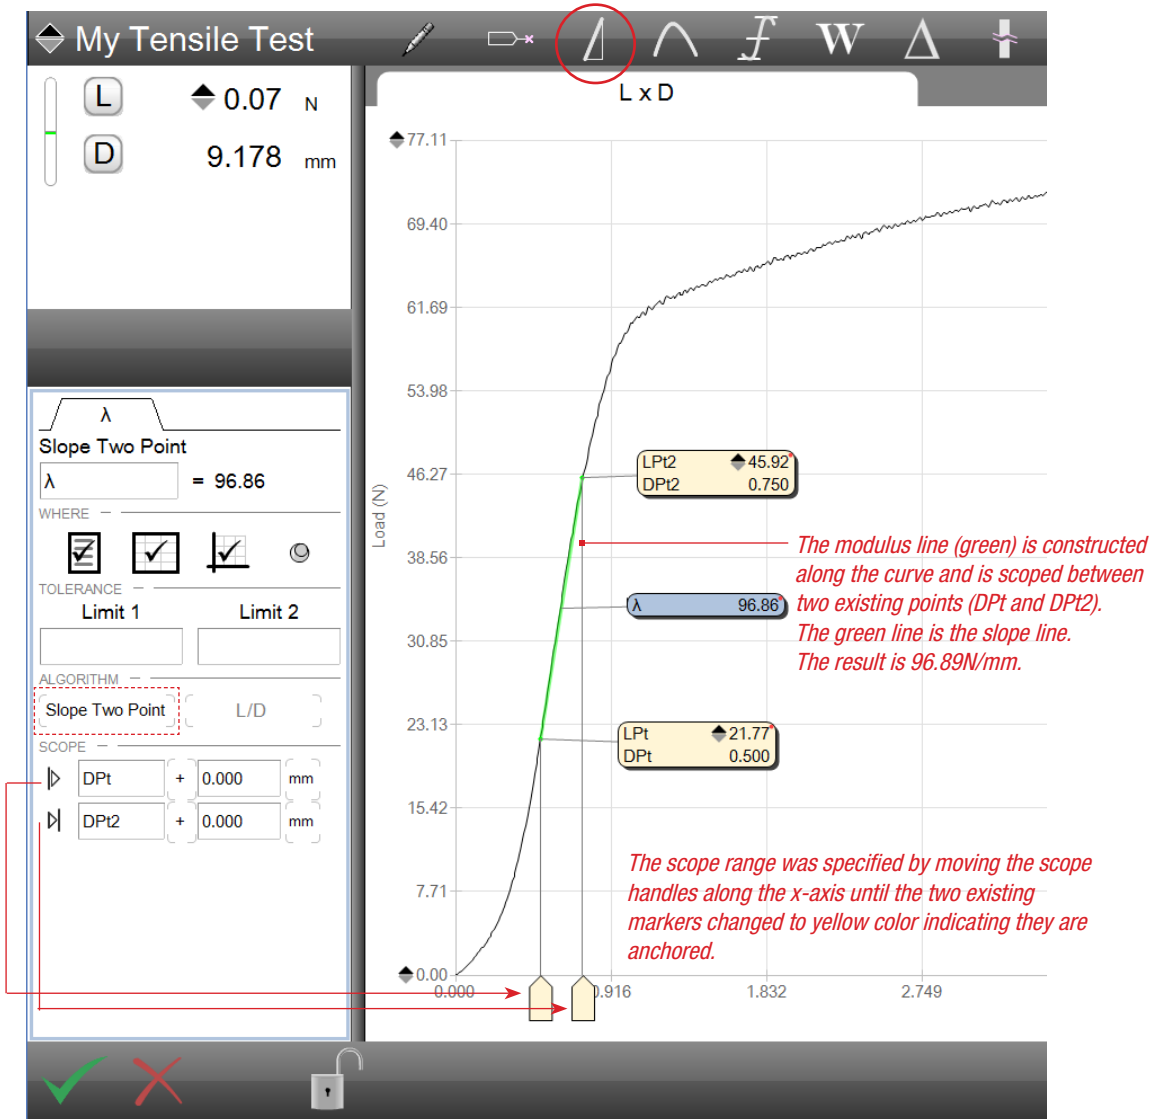 My Tensile Test
W
L 0.07 N
D 9.178 mm
L x D
77.11
69.40
61.69
53.98
46.27
38.56
30.85
23.13
15.42
7.71
0.00
Load (N)
0.000 0.916 1.832 2.749
λ
Slope Two Point
λ = 96.86
WHERE
TOLERANCE
Limit 1 Limit 2
ALGORITHM
Slope Two Point L/D
SCOPE
DPt + 0.000 mm
DPt2 + 0.000 mm
LPt2 45.92*
DPt2 0.750
λ 96.86*
LPt 21.77*
DPt 0.500
The modulus line (green) is constructed
along the curve and is scoped between
two existing points (DPt and DPt2).
The green line is the slope line.
The result is 96.89N/mm.
The scope range was specified by moving the scope
handles along the x-axis until the two existing
markers changed to yellow color indicating they are
anchored.